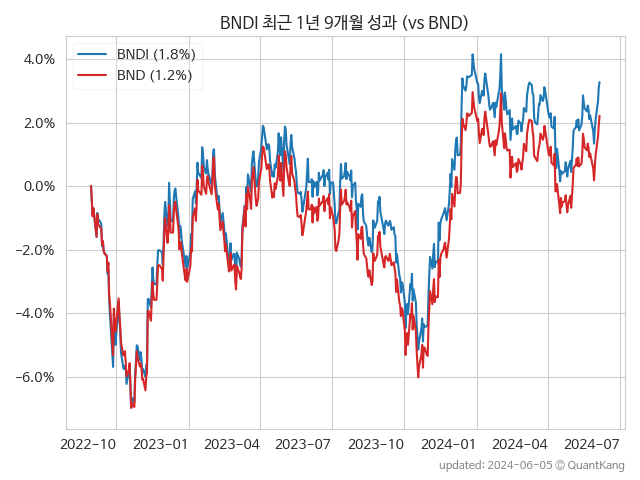 BNDI 최근 1년 9개월 성과 (vs BND)
BNDI (1.8%)
BND (1.2%)
4.0%
2.0%
0.0%
−2.0%
−4.0%
−6.0%
2022-10 2023-01 2023-04 2023-07 2023-10 2024-01 2024-04 2024-07
updated: 2024-06-05 © QuantKang